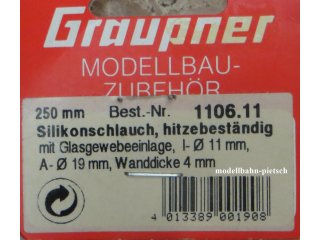 Graupner
MODELLBAU-
ZUBEHÖR
250 mm Best.-Nr. 1106.11
Silikonschlauch, hitzebeständig
mit Glasgewebeeinlage, I-Ø 11 mm,
A-Ø 19 mm, Wanddicke 4 mm
modellbahn-pietsch
4 013389 001908